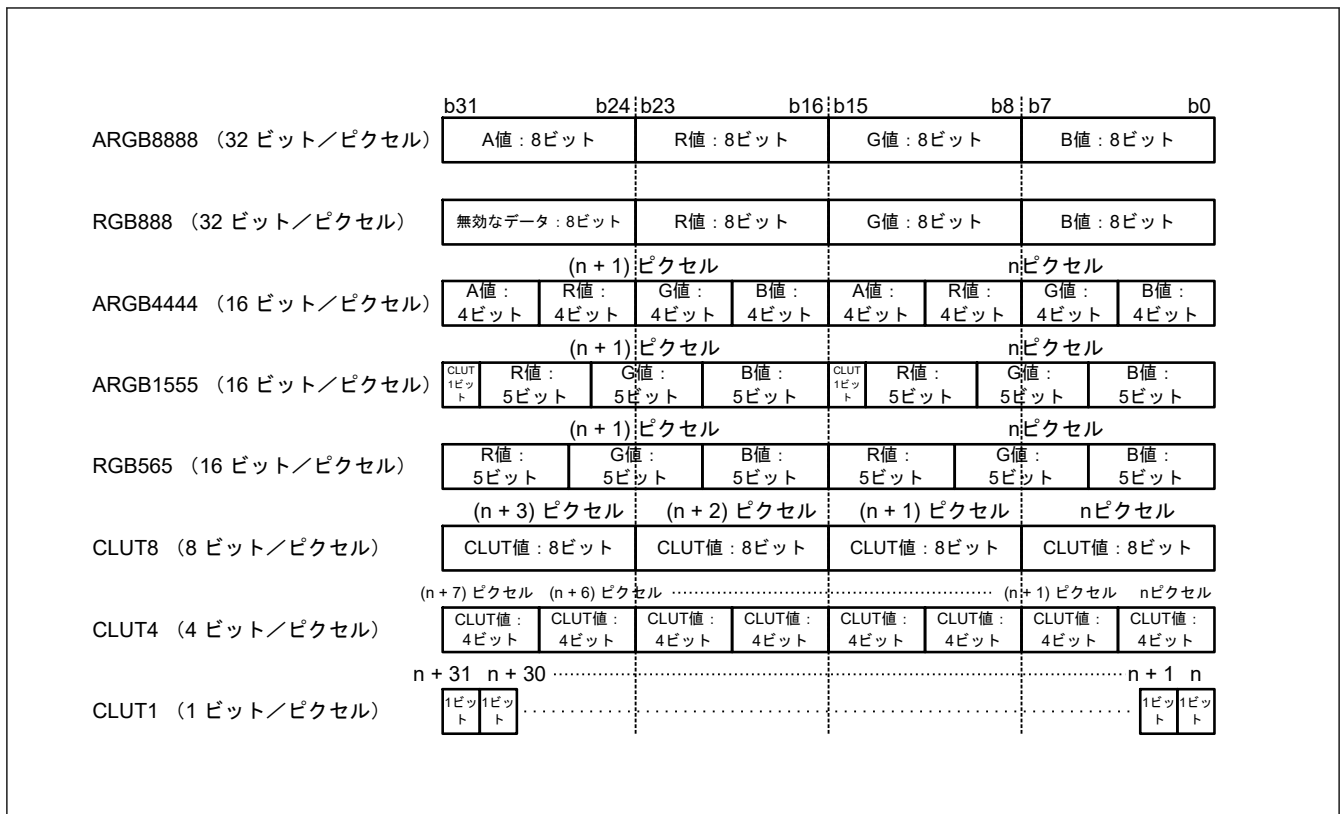 b31 b24 b23 b16 b15 b8 b7 b0
ARGB8888 （32 ビット／ピクセル） A値：8ビット R値：8ビット G値：8ビット B値：8ビット
RGB888 （32 ビット／ピクセル） 無効なデータ：8ビット R値：8ビット G値：8ビット B値：8ビット
(n + 1) ピクセル nピクセル
ARGB4444 （16 ビット／ピクセル） A値：4ビット R値：4ビット G値：4ビット B値：4ビット A値：4ビット R値：4ビット G値：4ビット B値：4ビット
(n + 1) ピクセル nピクセル
ARGB1555 （16 ビット／ピクセル） CLUT1ビット R値：5ビット G値：5ビット B値：5ビット CLUT1ビット R値：5ビット G値：5ビット B値：5ビット
(n + 1) ピクセル nピクセル
RGB565 （16 ビット／ピクセル） R値：5ビット G値：5ビット B値：5ビット R値：5ビット G値：5ビット B値：5ビット
(n + 3) ピクセル (n + 2) ピクセル (n + 1) ピクセル nピクセル
CLUT8 （8 ビット／ピクセル） CLUT値：8ビット CLUT値：8ビット CLUT値：8ビット CLUT値：8ビット
(n + 7) ピクセル (n + 6) ピクセル (n + 1) ピクセル nピクセル
CLUT4 （4 ビット／ピクセル） CLUT値：4ビット CLUT値：4ビット CLUT値：4ビット CLUT値：4ビット CLUT値：4ビット CLUT値：4ビット CLUT値：4ビット CLUT値：4ビット
n + 31 n + 30 n + 1 n
CLUT1 （1 ビット／ピクセル） 1ビット 1ビット 1ビット 1ビット